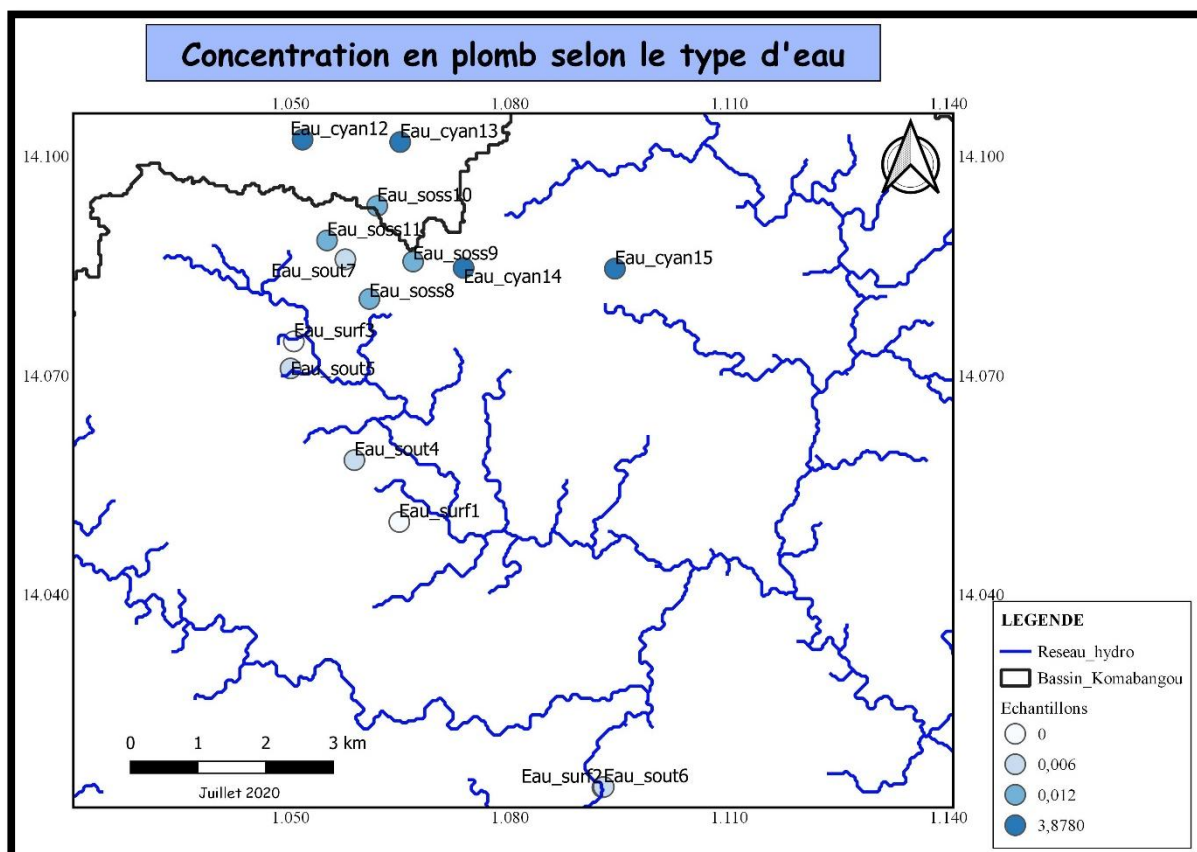 Concentration en plomb selon le type d'eau
1.050 1.080 1.110 1.140
14.100 14.100
Eau_cyan12 Eau_cyan13
Eau_soss10
Eau_soss11
Eau_soss9
Eau_sout7 Eau_cyan14 Eau_cyan15
Eau_soss8
Eau_surf3
Eau_sout5
14.070 14.070
Eau_sout4
Eau_surf1
14.040 14.040
LEGENDE
Reseau_hydro
Bassin_Komabangou
Echantillons
0
0,006
0,012
3,8780
0 1 2 3 km
Juillet 2020
Eau_surf2 Eau_sout6
1.050 1.080 1.110 1.140